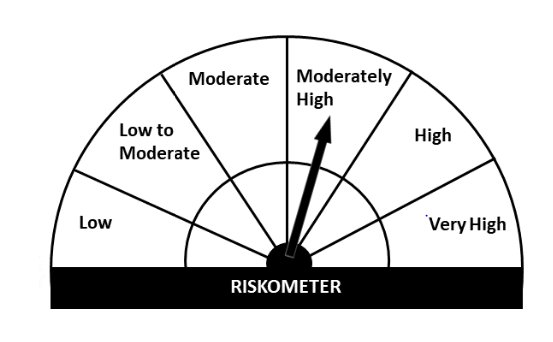 Low
Low to
Moderate
Moderate
Moderately
High
High
Very High
RISKOMETER